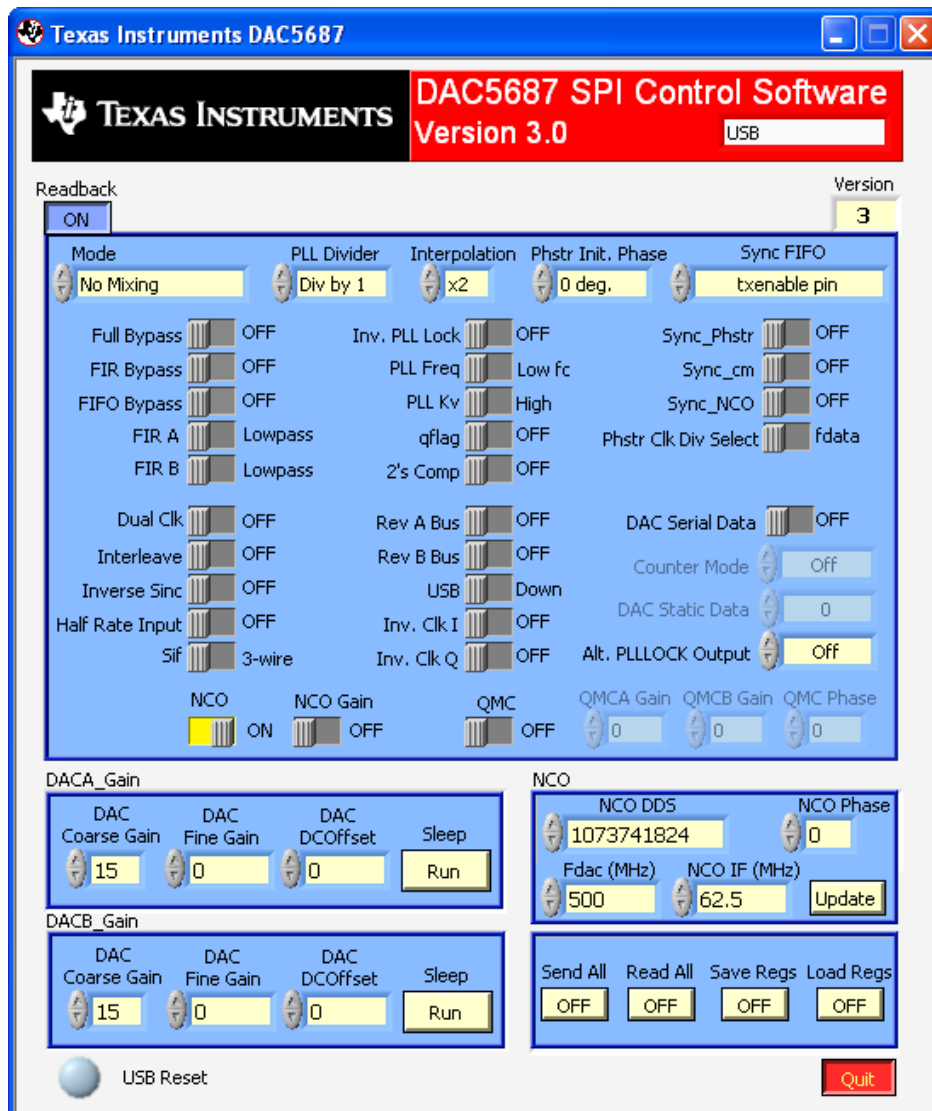 Texas Instruments DAC5687
TEXAS INSTRUMENTS
DAC5687 SPI Control Software
Version 3.0
USB
Readback
ON
Version
3
Mode PLL Divider Interpolation Phstr Init. Phase Sync FIFO
No Mixing Div by 1 x2 0 deg. txenable pin
Full Bypass OFF Inv. PLL Lock OFF Sync_Phstr OFF
FIR Bypass OFF PLL Freq Low fc Sync_cm OFF
FIFO Bypass OFF PLL Kv High Sync_NCO OFF
FIR A Lowpass qflag OFF Phstr Clk Div Select fdata
FIR B Lowpass 2's Comp OFF
Dual Clk OFF Rev A Bus OFF DAC Serial Data OFF
Interleave OFF Rev B Bus OFF Counter Mode Off
Inverse Sinc OFF USB Down DAC Static Data 0
Half Rate Input OFF Inv. Clk I OFF Alt. PLLLOCK Output Off
Sif 3-wire Inv. Clk Q OFF
NCO NCO Gain QMC QMCA Gain QMCB Gain QMC Phase
ON OFF OFF 0 0 0
DACA_Gain
DAC DAC DAC
Coarse Gain Fine Gain DCOffset Sleep
15 0 0 Run
DACB_Gain
DAC DAC DAC
Coarse Gain Fine Gain DCOffset Sleep
15 0 0 Run
NCO
NCO DDS NCO Phase
1073741824 0
Fdac (MHz) NCO IF (MHz)
500 62.5 Update
Send All Read All Save Regs Load Regs
OFF OFF OFF OFF
USB Reset
Quit